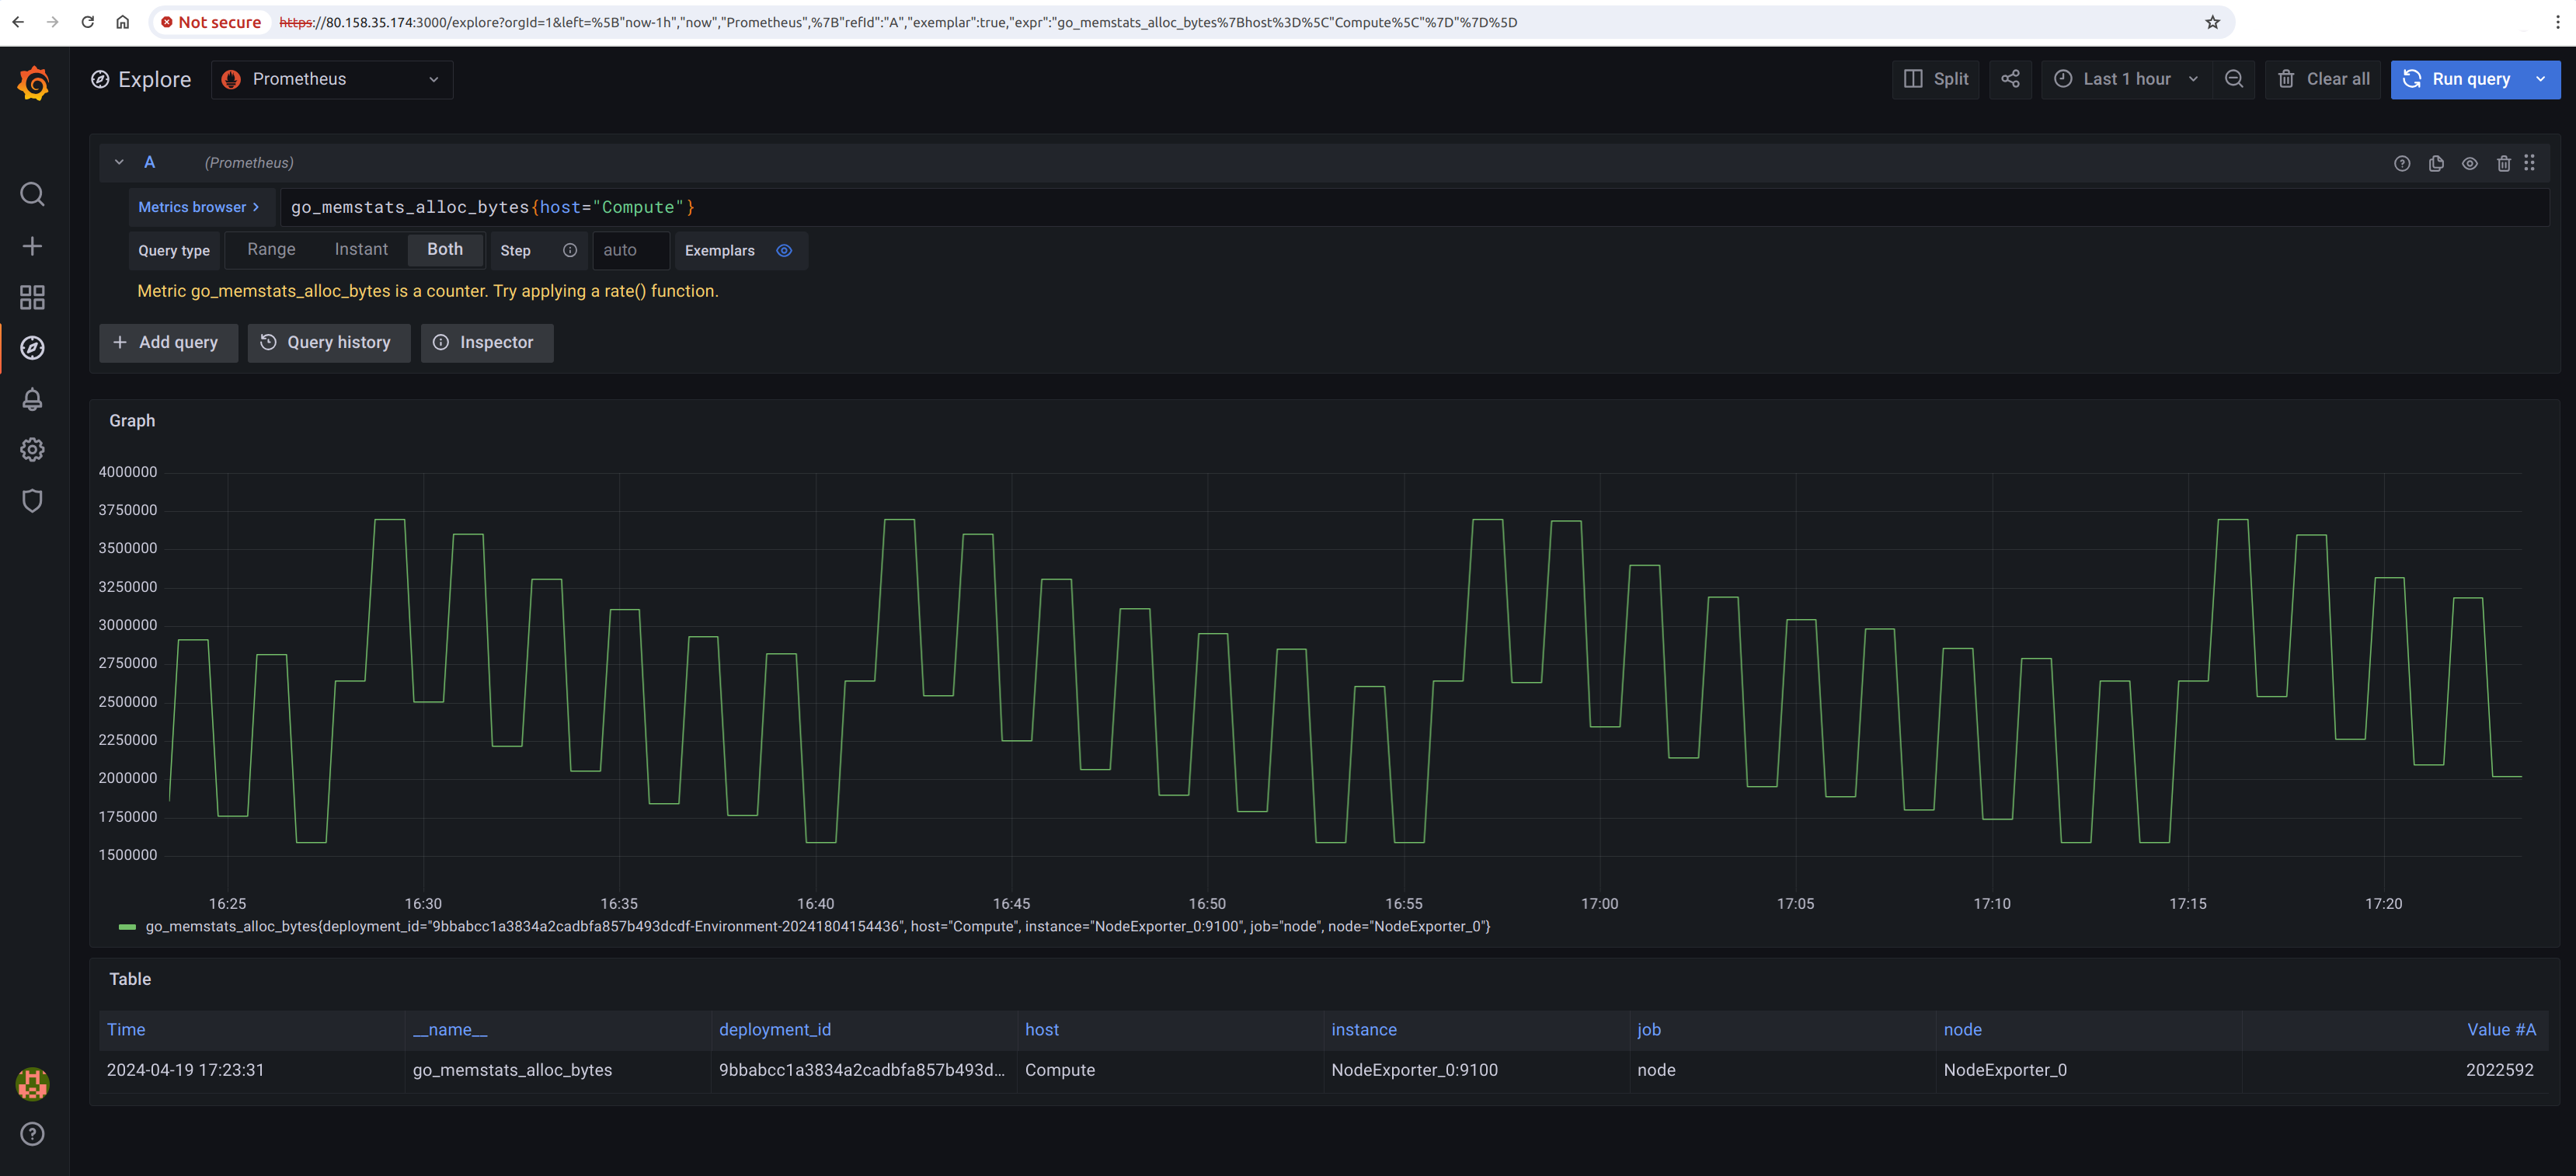 Not secure https://80.158.35.174:3000/explore?orgId=1&left=%5B"now-1h","now","Prometheus",%7B"refId":"A","exemplar":true,"expr":"go_memstats_alloc_bytes%7Bhost%3D%5C"Compute%5C"%7D"%7D%5D
Explore Prometheus Split Last 1 hour Clear all Run query
A (Prometheus)
Metrics browser > go_memstats_alloc_bytes{host="Compute"}
Query type Range Instant Both Step auto Exemplars
Metric go_memstats_alloc_bytes is a counter. Try applying a rate() function.
+ Add query Query history Inspector
Graph
4000000
3750000
3500000
3250000
3000000
2750000
2500000
2250000
2000000
1750000
1500000
16:25 16:30 16:35 16:40 16:45 16:50 16:55 17:00 17:05 17:10 17:15 17:20
go_memstats_alloc_bytes{deployment_id="9bbabcc1a3834a2cadbfa857b493dcdf-Environment-20241804154436", host="Compute", instance="NodeExporter_0:9100", job="node", node="NodeExporter_0"}
Table
Time __name__ deployment_id host instance job node Value #A
2024-04-19 17:23:31 go_memstats_alloc_bytes 9bbabcc1a3834a2cadbfa857b493d... Compute NodeExporter_0:9100 node NodeExporter_0 2022592